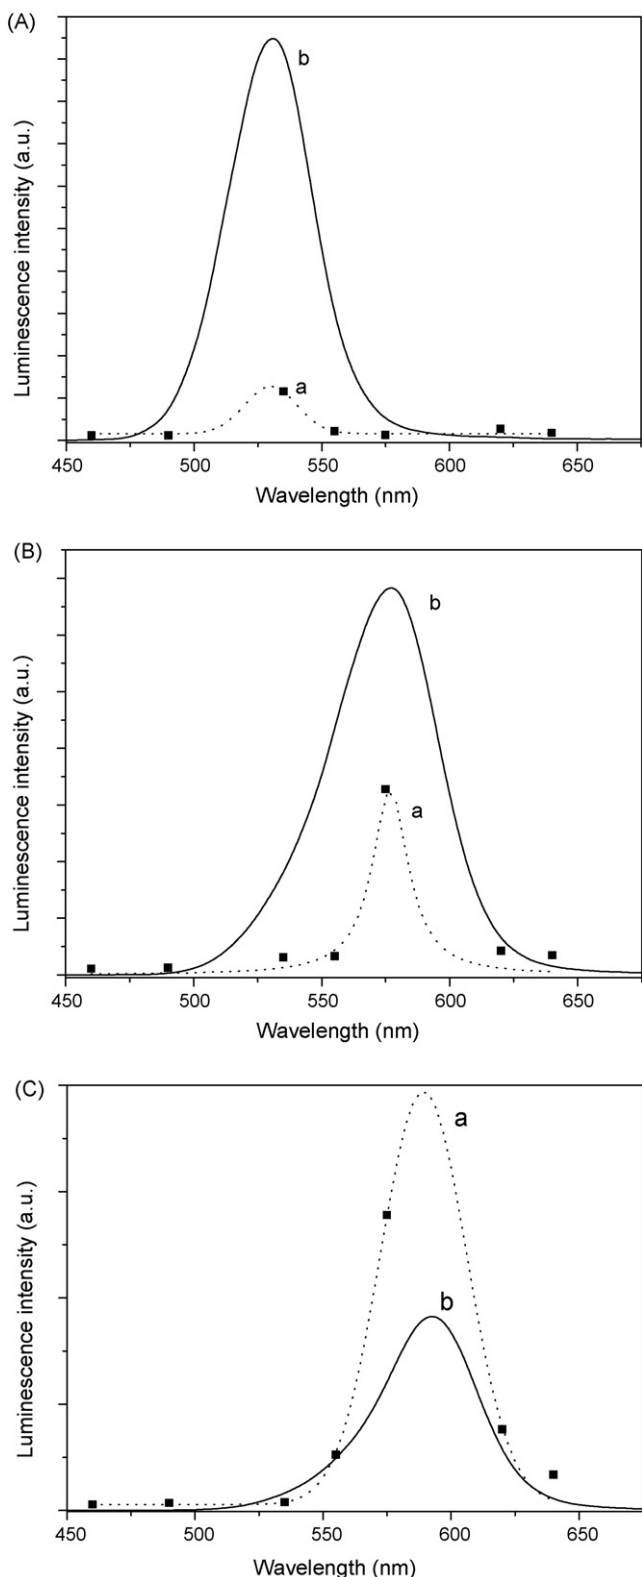 (A)
b
a
Luminescence intensity (a.u.)
450 500 550 600 650
Wavelength (nm)
(B)
b
a
Luminescence intensity (a.u.)
450 500 550 600 650
Wavelength (nm)
(C)
a
b
Luminescence intensity (a.u.)
450 500 550 600 650
Wavelength (nm)